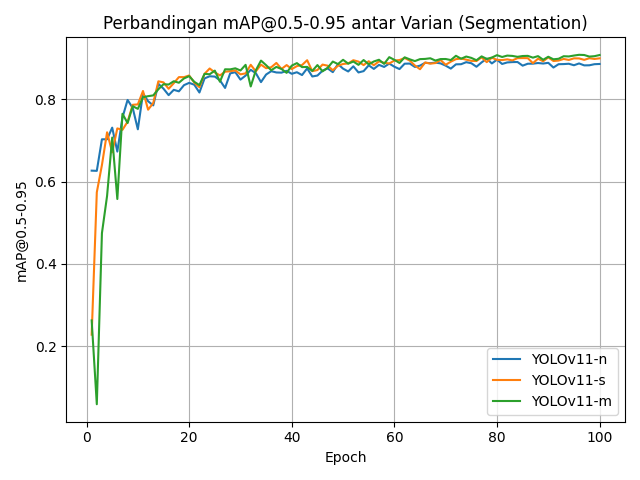 Perbandingan mAP@0.5-0.95 antar Varian (Segmentation)
mAP@0.5-0.95
0.8
0.6
0.4
0.2
0
20
40
60
80
100
Epoch
YOLOv11-n
YOLOv11-s
YOLOv11-m